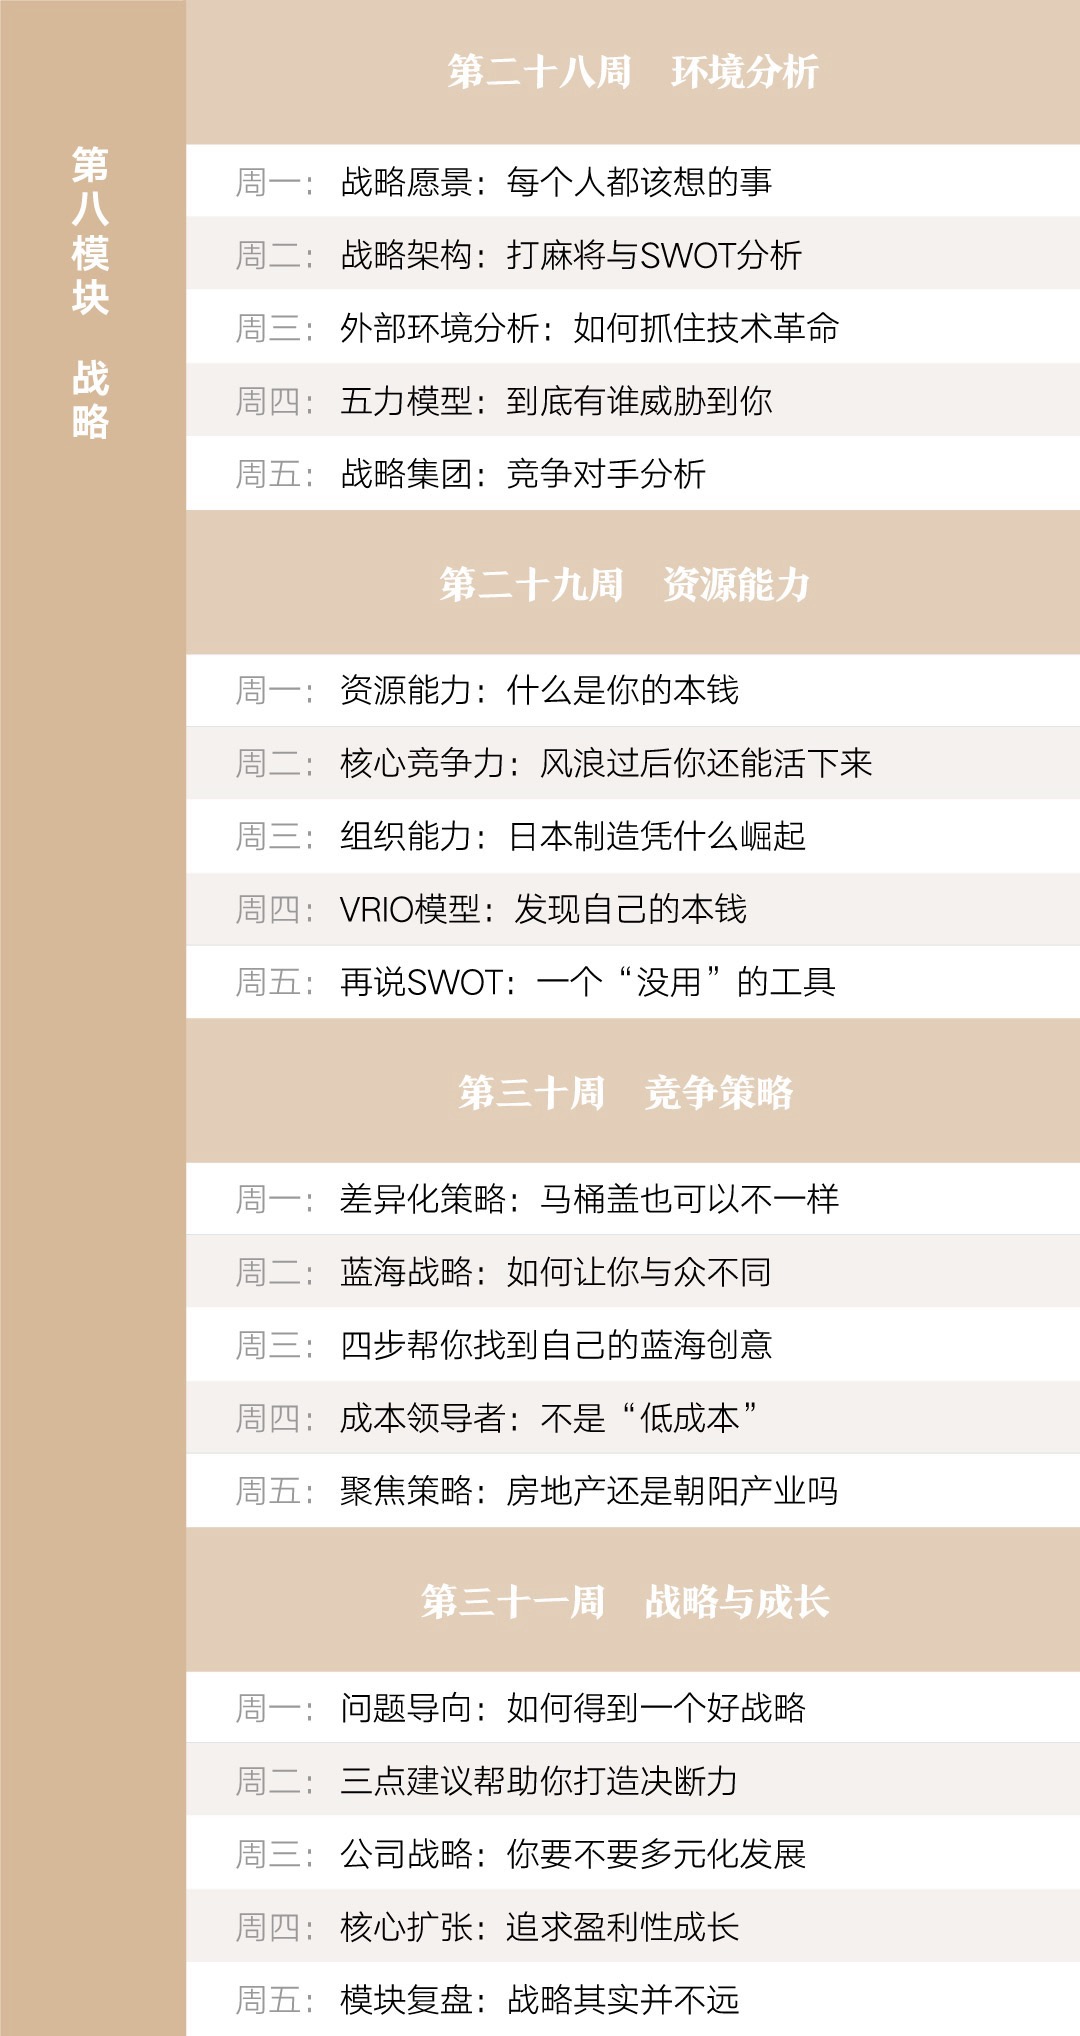 第八模块 战略
第二十八周 环境分析
周一：战略愿景：每个人都该想的事
周二：战略架构：打麻将与SWOT分析
周三：外部环境分析：如何抓住技术革命
周四：五力模型：到底有谁威胁到你
周五：战略集团：竞争对手分析
第二十九周 资源能力
周一：资源能力：什么是你的本钱
周二：核心竞争力：风浪过后你还能活下来
周三：组织能力：日本制造凭什么崛起
周四：VRIO模型：发现自己的本钱
周五：再说SWOT：一个“没用”的工具
第三十周 竞争策略
周一：差异化策略：马桶盖也可以不一样
周二：蓝海战略：如何让你与众不同
周三：四步帮你找到自己的蓝海创意
周四：成本领导者：不是“低成本”
周五：聚焦策略：房地产还是朝阳产业吗
第三十一周 战略与成长
周一：问题导向：如何得到一个好战略
周二：三点建议帮助你打造决断力
周三：公司战略：你要不要多元化发展
周四：核心扩张：追求盈利性成长
周五：模块复盘：战略其实并不远